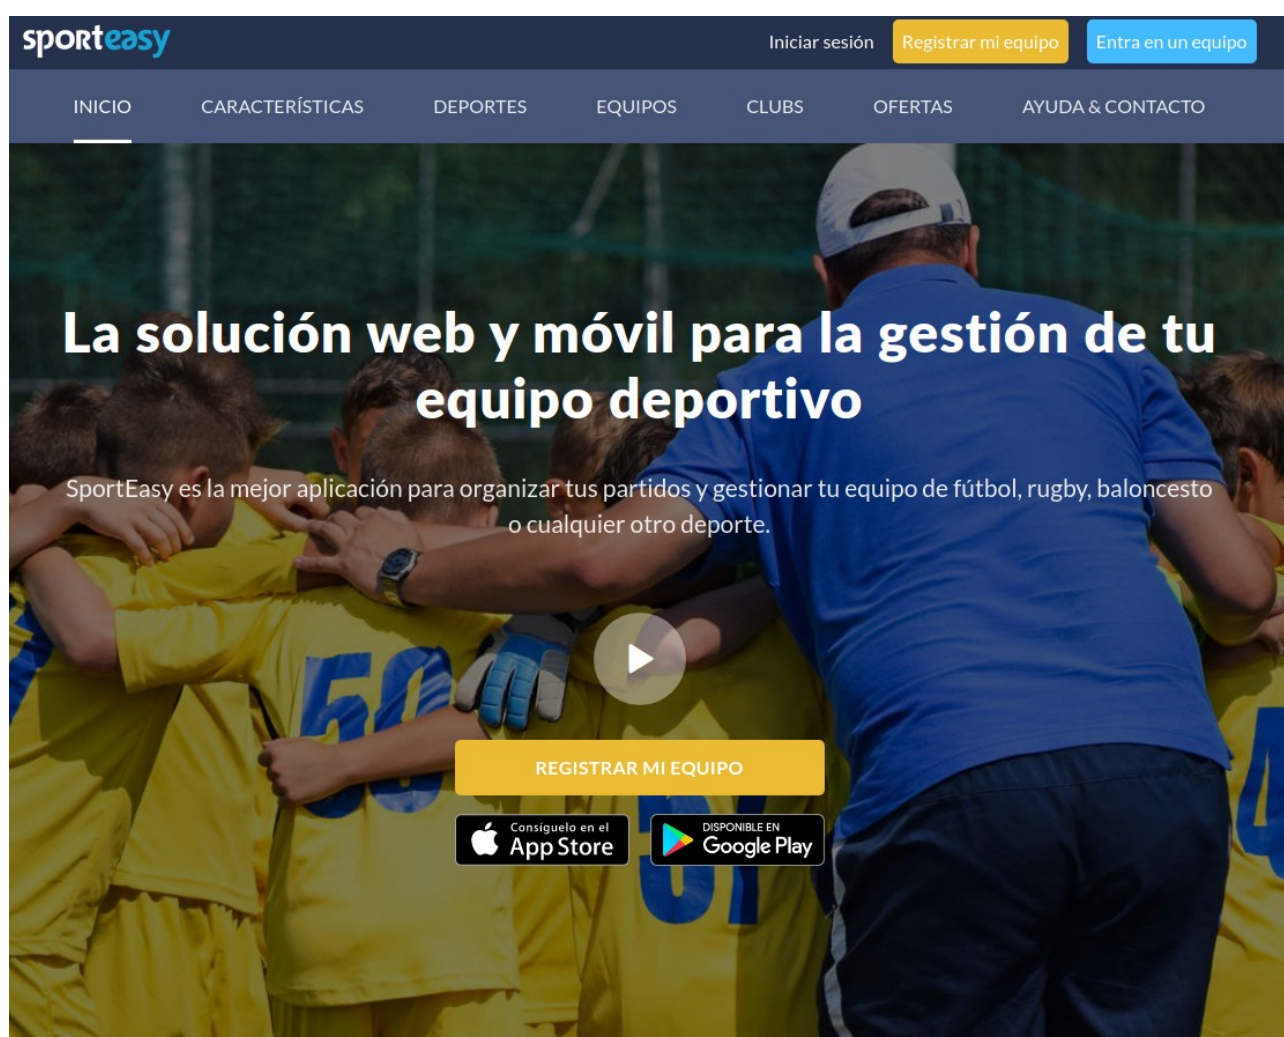 sporteasy
Iniciar sesión
Registrar mi equipo
Entra en un equipo
INICIO
CARACTERÍSTICAS
DEPORTES
EQUIPOS
CLUBS
OFERTAS
AYUDA & CONTACTO
La solución web y móvil para la gestión de tu
equipo deportivo
SportEasy es la mejor aplicación para organizar tus partidos y gestionar tu equipo de fútbol, rugby, baloncesto
o cualquier otro deporte.
50
REGISTRAR MI EQUIPO
57
4
Consíguelo en el
App Store
DISPONIBLE EN
Google Play